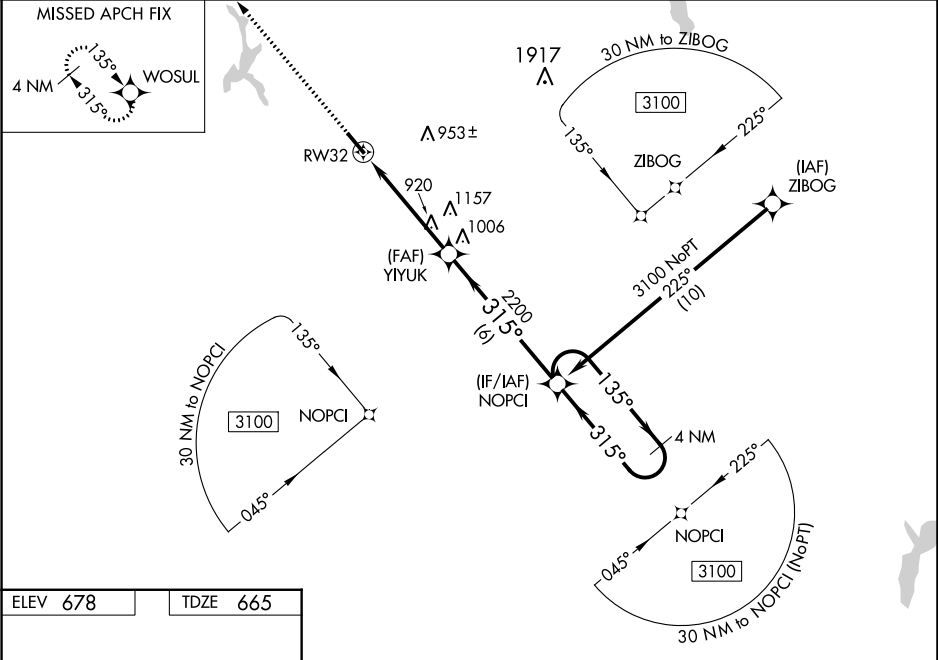 MISSED APCH FIX
135°
WOSUL
4 NM
315°
1917
30 NM to ZIBOG
3100
135°
225°
ZIBOG
953±
RW32
920
1157
1006
(FAF)
YIYUK
(IAF)
ZIBOG
3100 NoPT
225°
(10)
2200
315°
(6)
(IF/IAF)
NOPCI
135°
315°
4 NM
30 NM to NOPCI
135°
3100
NOPCI
045°
225°
NOPCI
045°
3100
30 NM to NOPCI (NoPT)
ELEV 678
TDZE 665